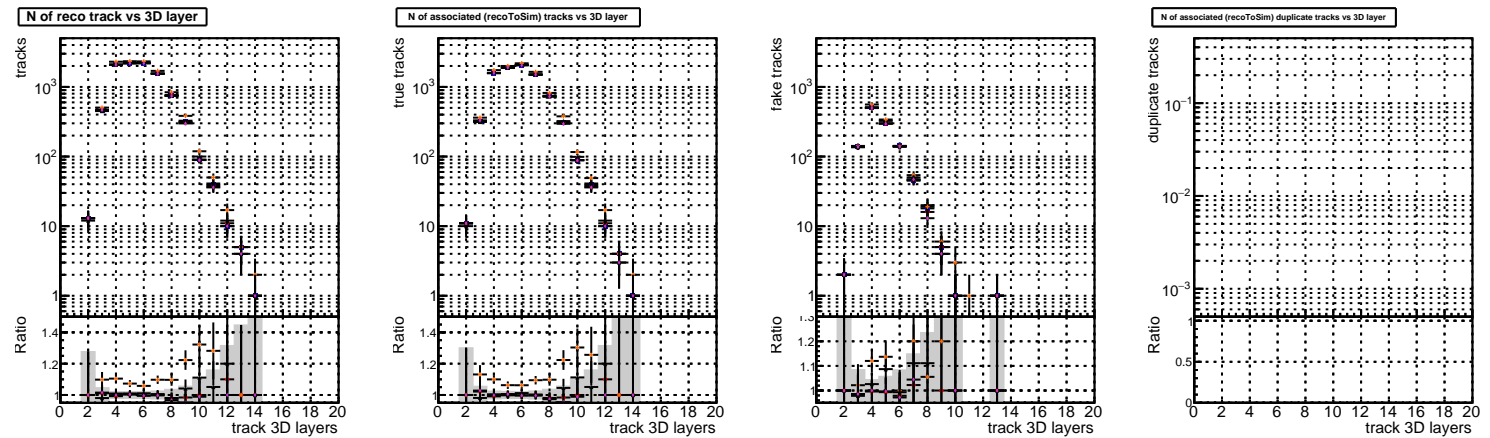 N of reco track vs 3D layer
tracks
10³
10²
10
1
Ratio
1.4
1.2
1
0 2 4 6 8 10 12 14 16 18 20
track 3D layers
N of associated (recoToSim) tracks vs 3D layer
true tracks
10³
10²
10
1
Ratio
1.4
1.2
1
0 2 4 6 8 10 12 14 16 18 20
track 3D layers
fake tracks
10³
10²
10
1
Ratio
1.3
1.2
1.1
1
0 2 4 6 8 10 12 14 16 18 20
track 3D layers
N of associated (recoToSim) duplicate tracks vs 3D layer
duplicate tracks
10⁻¹
10⁻²
10⁻³
Ratio
1
0.5
0
0 2 4 6 8 10 12 14 16 18 20
track 3D layers